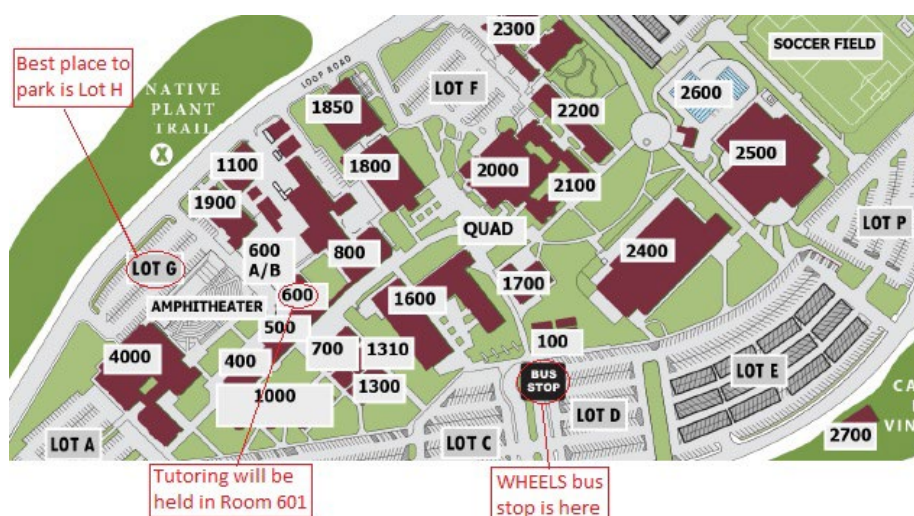 2300
SOCCER FIELD
Best place to
park is Lot H
NATIVE
PLANT
TRAIL
X
LOOP ROAD
LOT F
1850
2600
2200
1100
1800
2000
2500
2100
1900
LOT P
QUAD
600
A/B
800
2400
LOT G
1700
600
1600
AMPHITHEATER
500
700
1310
100
4000
400
BUS
STOP
LOT E
1000
1300
LOT D
CA
LOT A
LOT C
2700
VIN
Tutoring will be
held in Room 601
WHEELS bus
stop is here